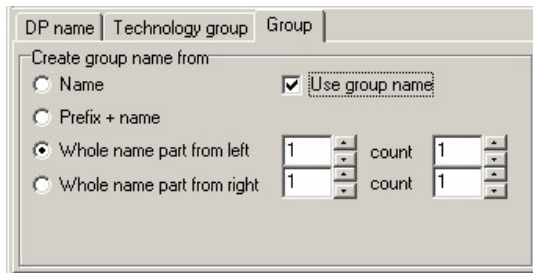 DP name Technology group Group
Create group name from
Name Use group name
Prefix + name
Whole name part from left 1 count 1
Whole name part from right 1 count 1